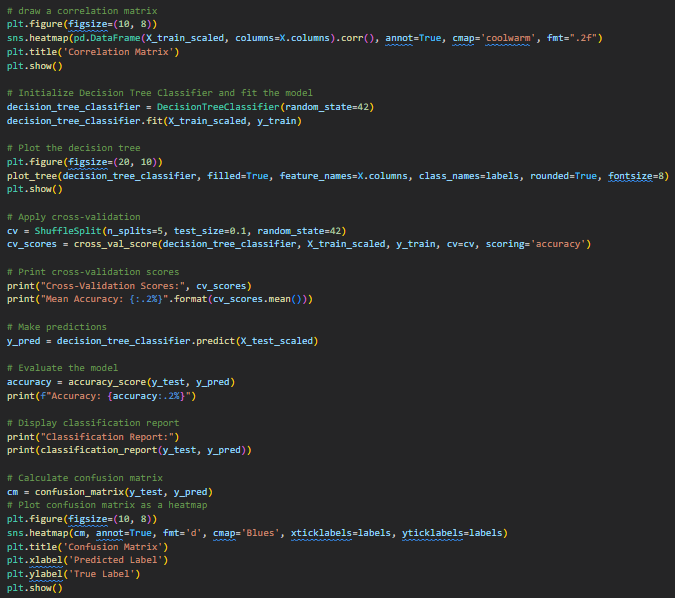 # draw a correlation matrix
plt.figure(figsize=(10, 8))
sns.heatmap(pd.DataFrame(X_train_scaled, columns=X.columns).corr(), annot=True, cmap='coolwarm', fmt=".2f")
plt.title('Correlation Matrix')
plt.show()
# Initialize Decision Tree Classifier and fit the model
decision_tree_classifier = DecisionTreeClassifier(random_state=42)
decision_tree_classifier.fit(X_train_scaled, y_train)
# Plot the decision tree
plt.figure(figsize=(20, 10))
plot_tree(decision_tree_classifier, filled=True, feature_names=X.columns, class_names=labels, rounded=True, fontsize=8)
plt.show()
# Apply cross-validation
cv = ShuffleSplit(n_splits=5, test_size=0.1, random_state=42)
cv_scores = cross_val_score(decision_tree_classifier, X_train_scaled, y_train, cv=cv, scoring='accuracy')
# Print cross-validation scores
print("Cross-Validation Scores:", cv_scores)
print("Mean Accuracy: {:.2%}".format(cv_scores.mean()))
# Make predictions
y_pred = decision_tree_classifier.predict(X_test_scaled)
# Evaluate the model
accuracy = accuracy_score(y_test, y_pred)
print(f"Accuracy: {accuracy:.2%}")
# Display classification report
print("Classification Report:")
print(classification_report(y_test, y_pred))
# Calculate confusion matrix
cm = confusion_matrix(y_test, y_pred)
# Plot confusion matrix as a heatmap
plt.figure(figsize=(10, 8))
sns.heatmap(cm, annot=True, fmt='d', cmap='Blues', xticklabels=labels, yticklabels=labels)
plt.title('Confusion Matrix')
plt.xlabel('Predicted Label')
plt.ylabel('True Label')
plt.show()